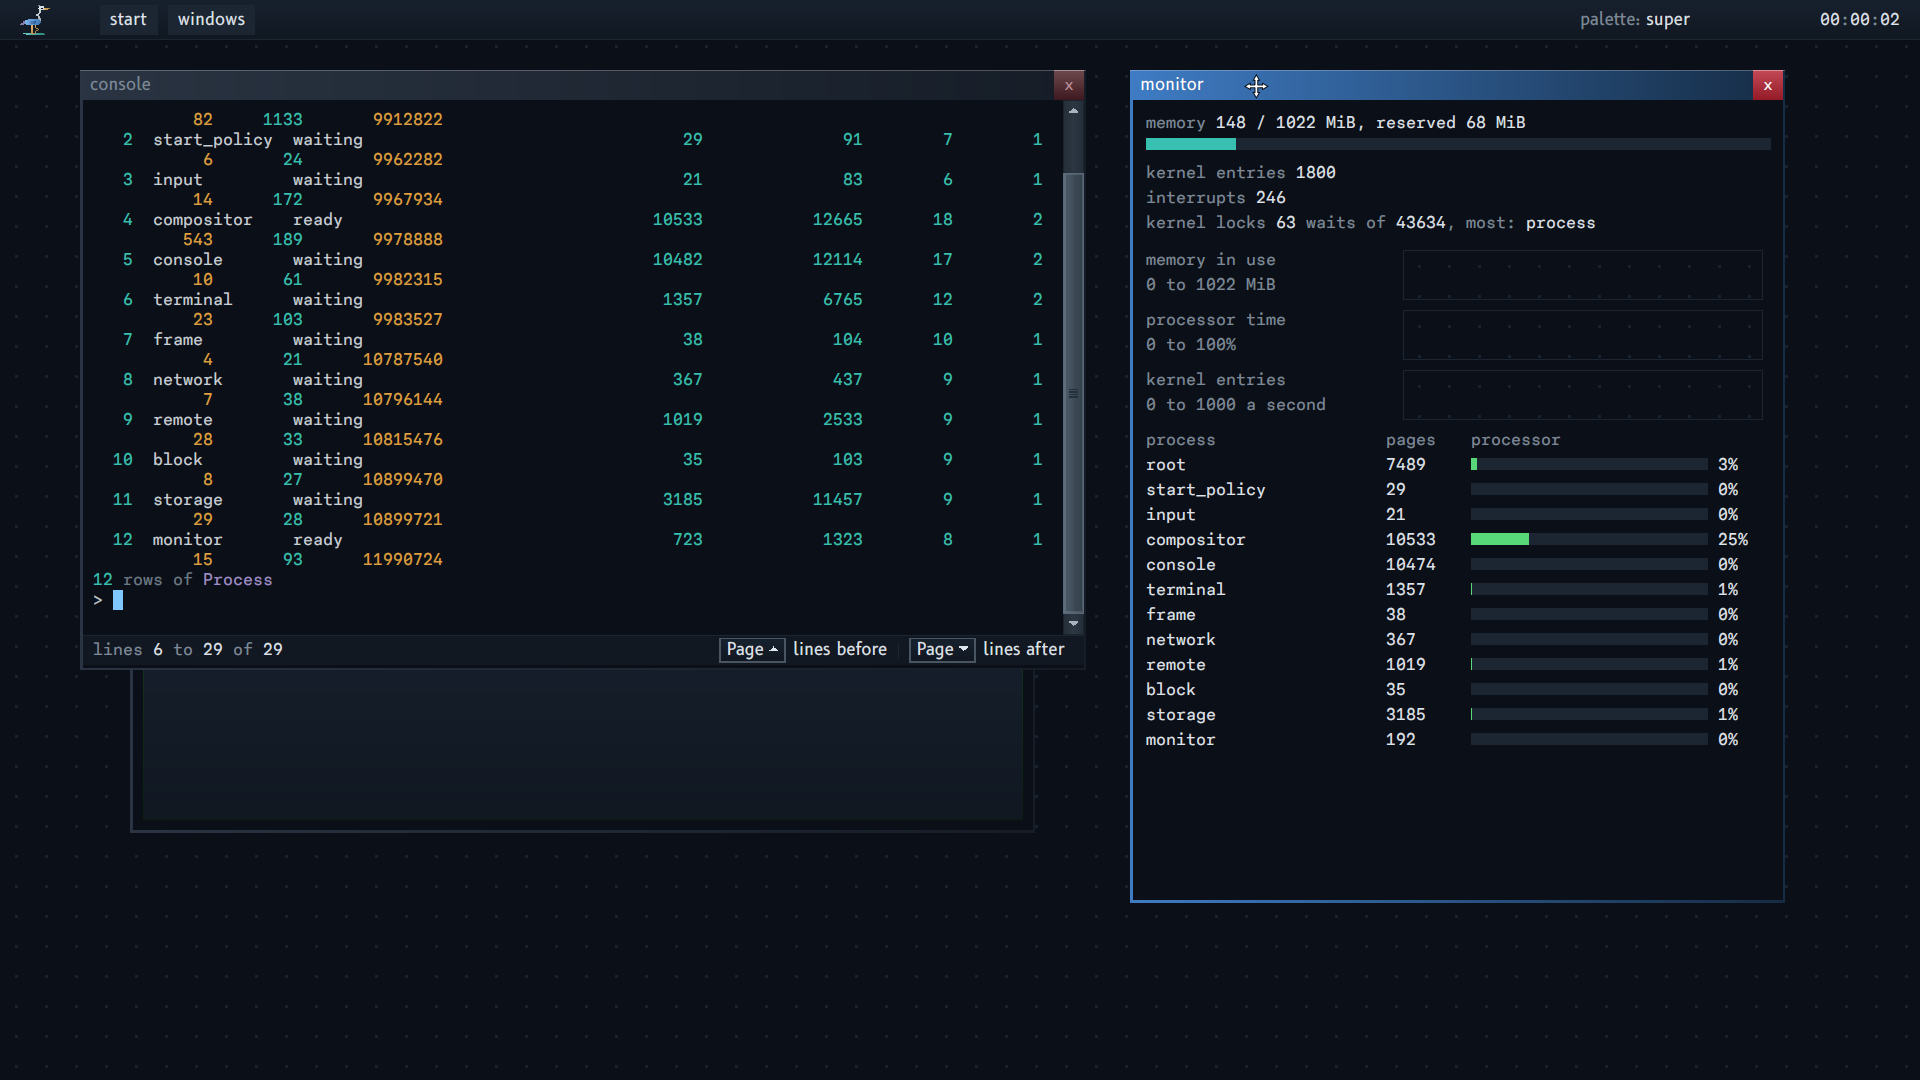 start windows palette: super 00:00:02
console x
82 1133 9912822
2 start_policy waiting 29 91 7 1
6 24 9962282
3 input waiting 21 83 6 1
14 172 9967934
4 compositor ready 10533 12665 18 2
543 189 9978888
5 console waiting 10482 12114 17 2
10 61 9982315
6 terminal waiting 1357 6765 12 2
23 103 9983527
7 frame waiting 38 104 10 1
4 21 10787540
8 network waiting 367 437 9 1
7 38 10796144
9 remote waiting 1019 2533 9 1
28 33 10815476
10 block waiting 35 103 9 1
8 27 10899470
11 storage waiting 3185 11457 9 1
29 28 10899721
12 monitor ready 723 1323 8 1
15 93 11990724
12 rows of Process
>
lines 6 to 29 of 29 Page lines before Page lines after
monitor x
memory 148 / 1022 MiB, reserved 68 MiB
kernel entries 1800
interrupts 246
kernel locks 63 waits of 43634, most: process
memory in use
0 to 1022 MiB
processor time
0 to 100%
kernel entries
0 to 1000 a second
process pages processor
root 7489 3%
start_policy 29 0%
input 21 0%
compositor 10533 25%
console 10474 0%
terminal 1357 1%
frame 38 0%
network 367 0%
remote 1019 1%
block 35 0%
storage 3185 1%
monitor 192 0%